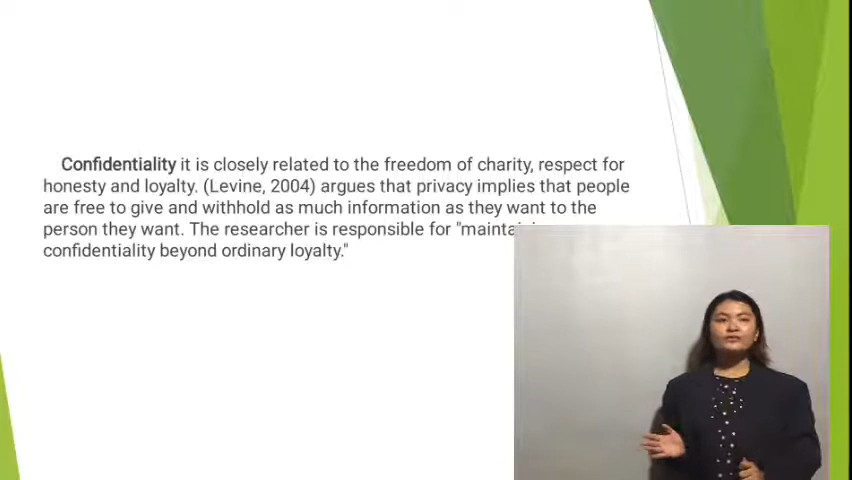 Confidentiality it is closely related to the freedom of charity, respect for
honesty and loyalty. (Levine, 2004) argues that privacy implies that people
are free to give and withhold as much information as they want to the
person they want. The researcher is responsible for "
confidentiality beyond ordinary loyalty."